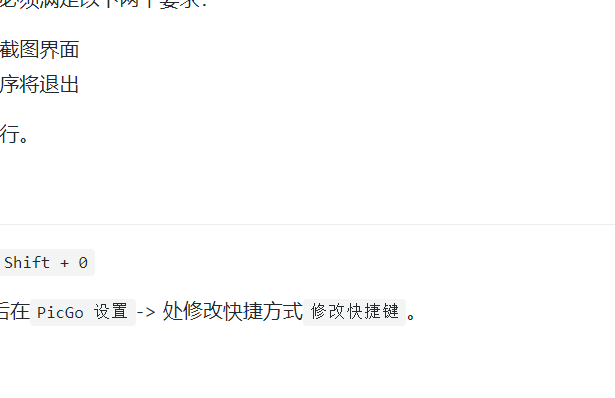 必须满足以下两个要求:
截图界面
序将退出
行。
Shift + 0
后在 PicGo 设置 -> 处修改快捷方式 修改快捷键 。